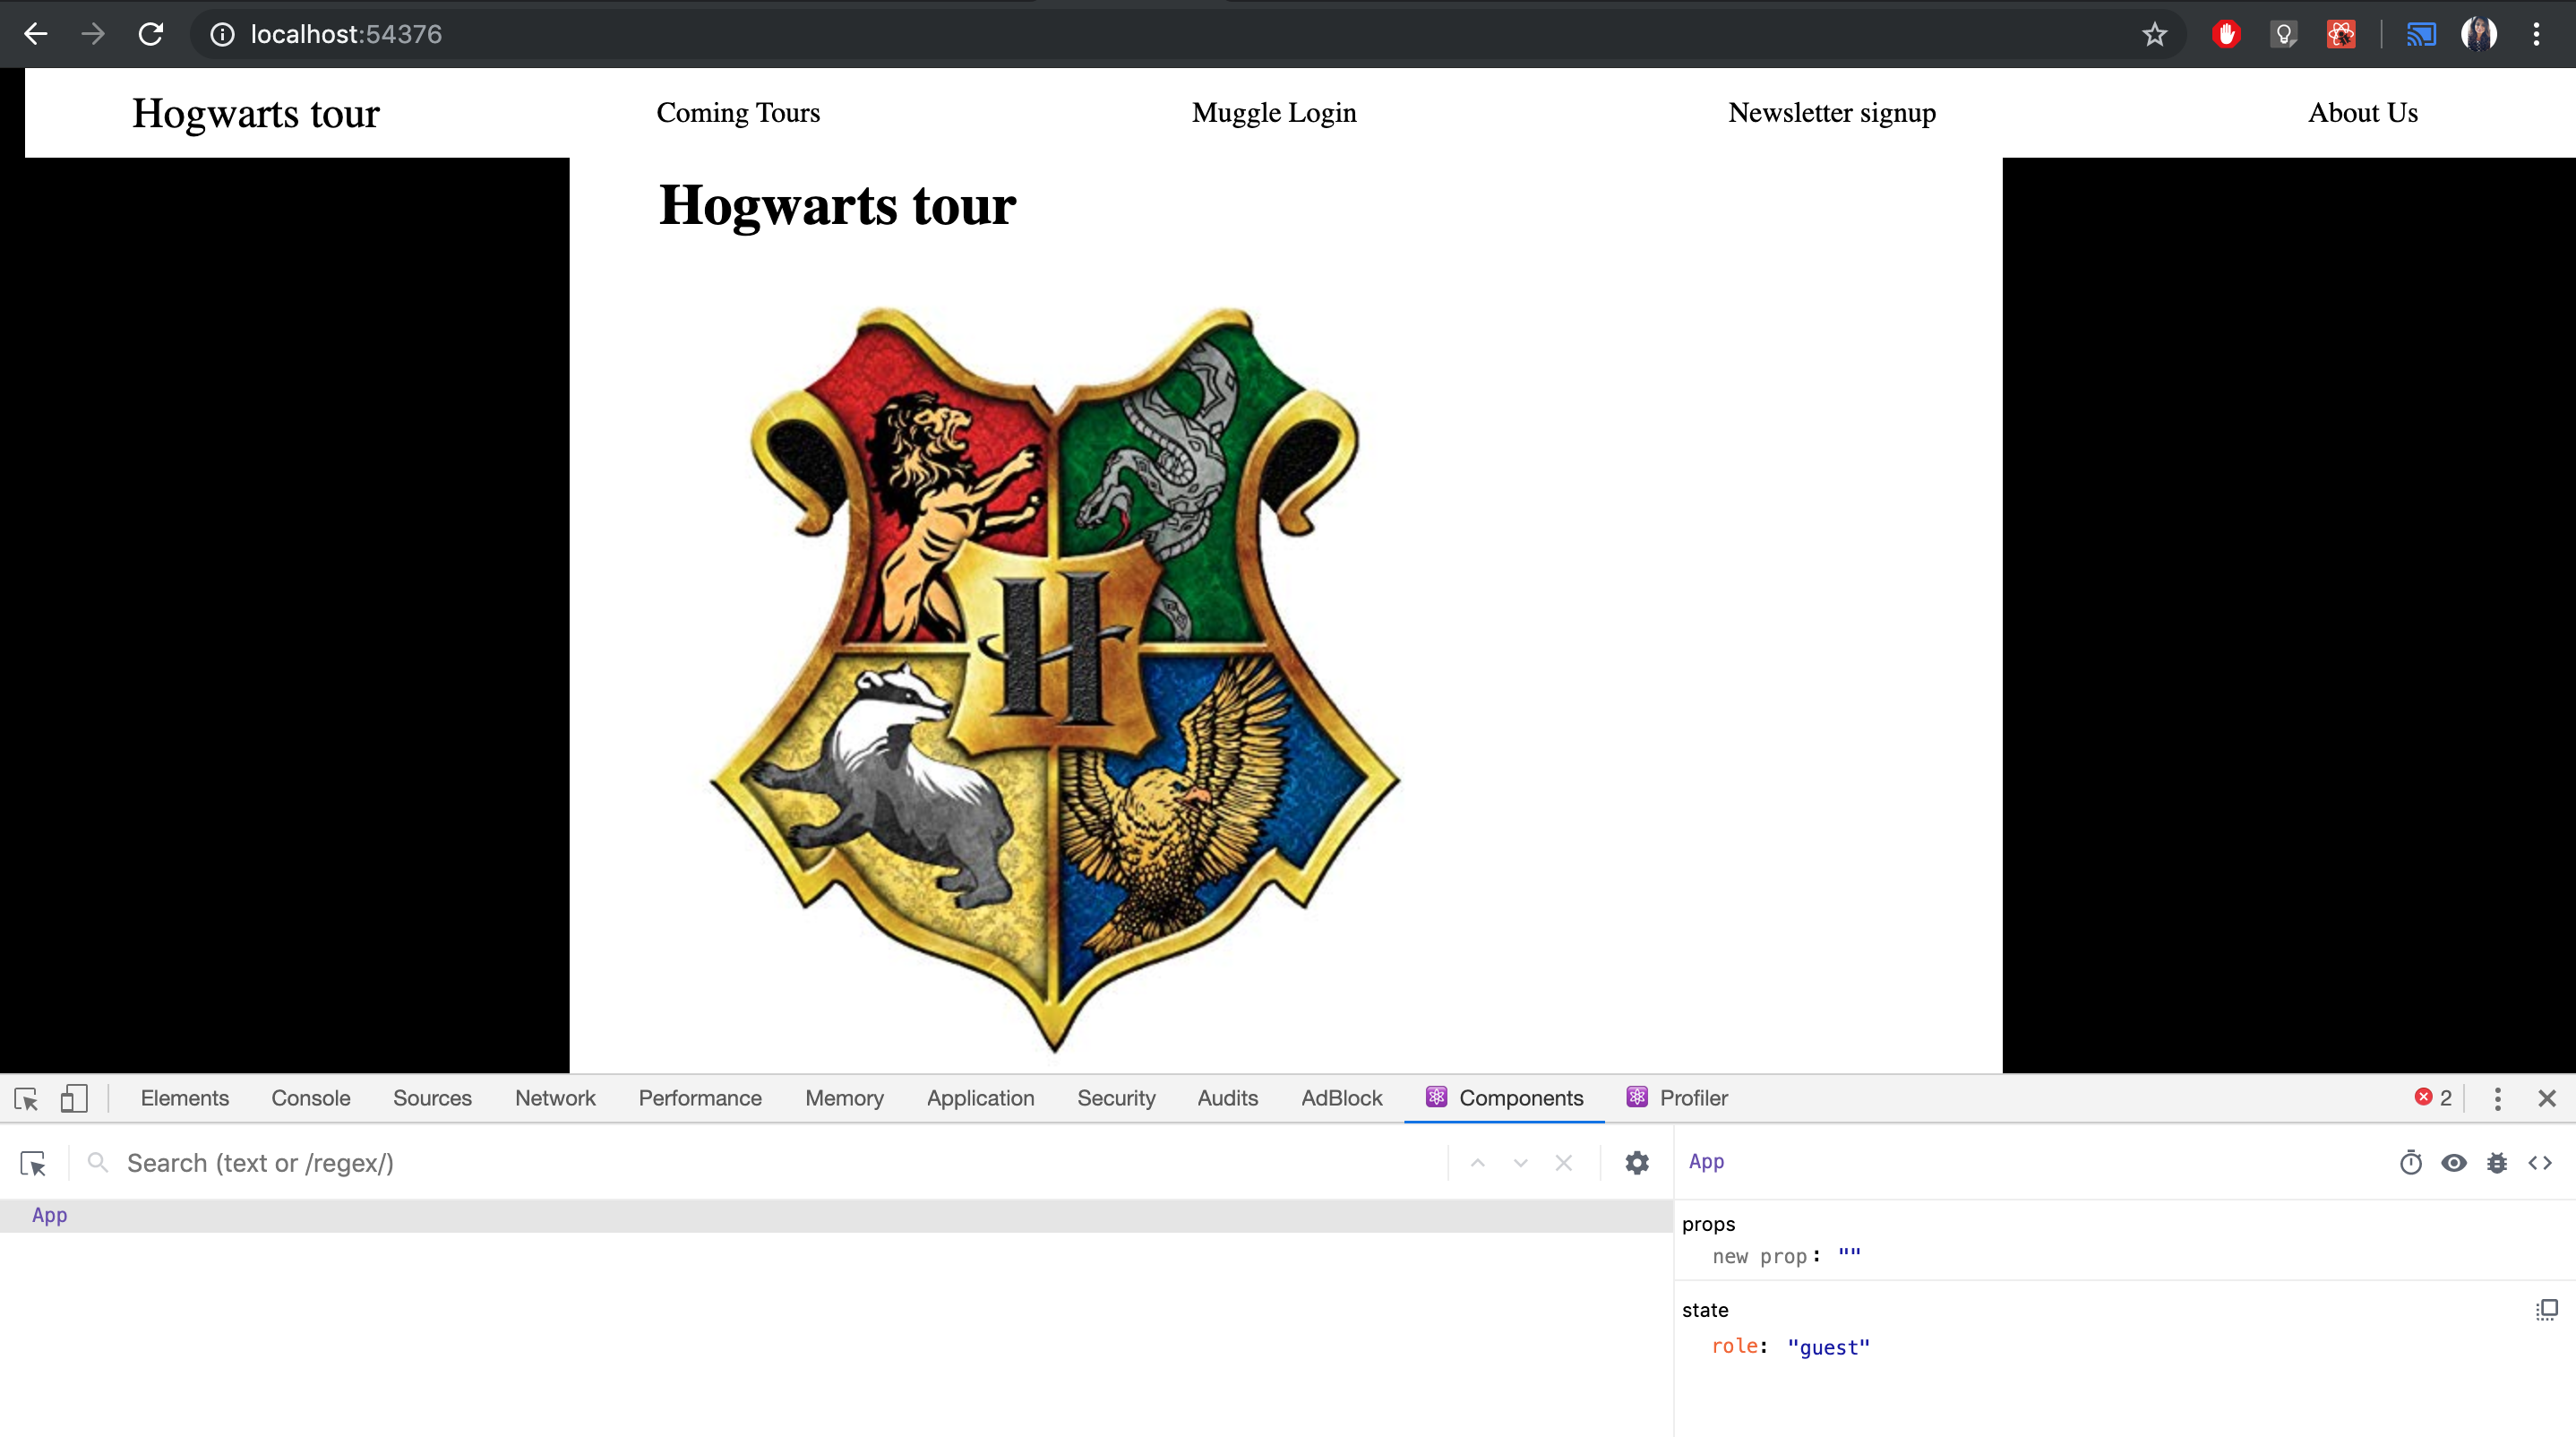 localhost:54376
Hogwarts tour Coming Tours Muggle Login Newsletter signup About Us
Hogwarts tour
H
Elements Console Sources Network Performance Memory Application Security Audits AdBlock Components Profiler 2
Search (text or /regex/) App
App
props
new prop: ""
state
role: "guest"